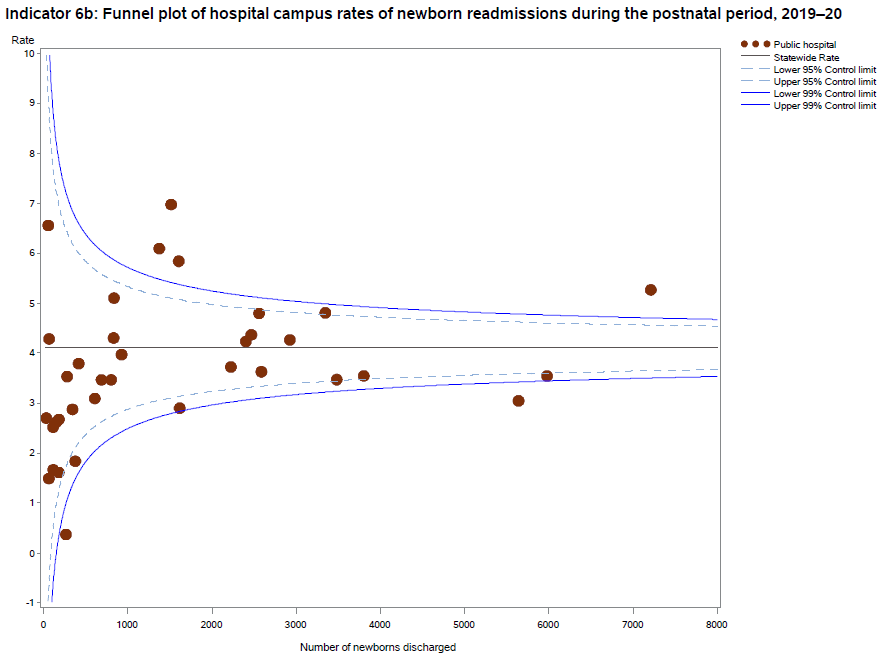 Indicator 6b: Funnel plot of hospital campus rates of newborn readmissions during the postnatal period, 2019–20
Rate
10
9
8
7
6
5
4
3
2
1
0
-1
0 1000 2000 3000 4000 5000 6000 7000 8000
Number of newborns discharged
Public hospital
Statewide Rate
Lower 95% Control limit
Upper 95% Control limit
Lower 99% Control limit
Upper 99% Control limit